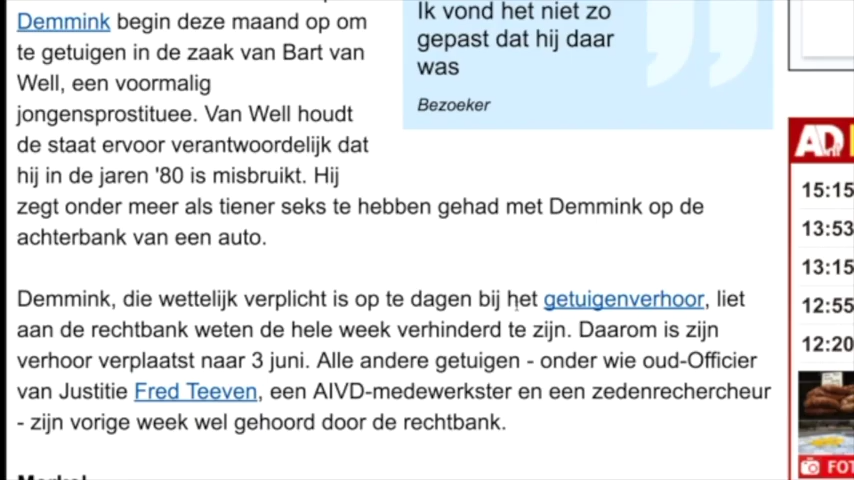 Demmink begin deze maand op om
te getuigen in de zaak van Bart van
Well, een voormalig
jongensprostituee. Van Well houdt
de staat ervoor verantwoordelijk dat
hij in de jaren '80 is misbruikt. Hij
zegt onder meer als tiener seks te hebben gehad met Demmink op de
achterbank van een auto.
Demmink, die wettelijk verplicht is op te dagen bij het getuigenverhoor, liet
aan de rechtbank weten de hele week verhinderd te zijn. Daarom is zijn
verhoor verplaatst naar 3 juni. Alle andere getuigen - onder wie oud-Officier
van Justitie Fred Teeven, een AIVD-medewerkster en een zedenrechercheur
- zijn vorige week wel gehoord door de rechtbank.
Ik vond het niet zo
gepast dat hij daar
was
Bezoeker
AD
15:15
13:53
13:15
12:55
12:20
FOT